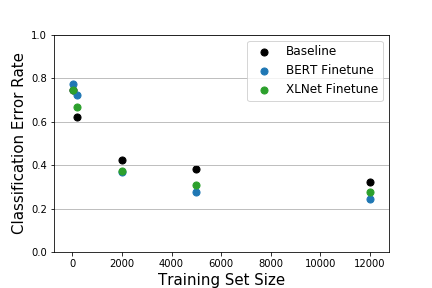 Classification Error Rate
1.0
0.8
0.6
0.4
0.2
0.0
Baseline
BERT Finetune
XLNet Finetune
0 2000 4000 6000 8000 10000 12000
Training Set Size